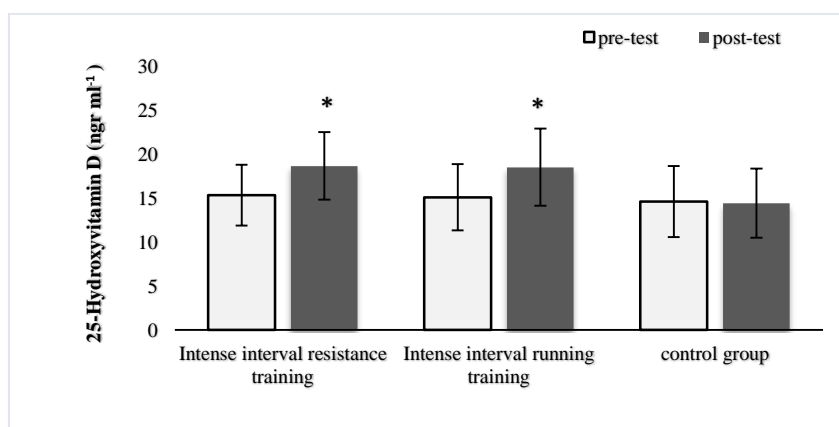 pre-test post-test
25-Hydroxyvitamin D (ngr ml⁻¹)
30
25
20
15
10
5
0
* *
Intense interval resistance training
Intense interval running training
control group